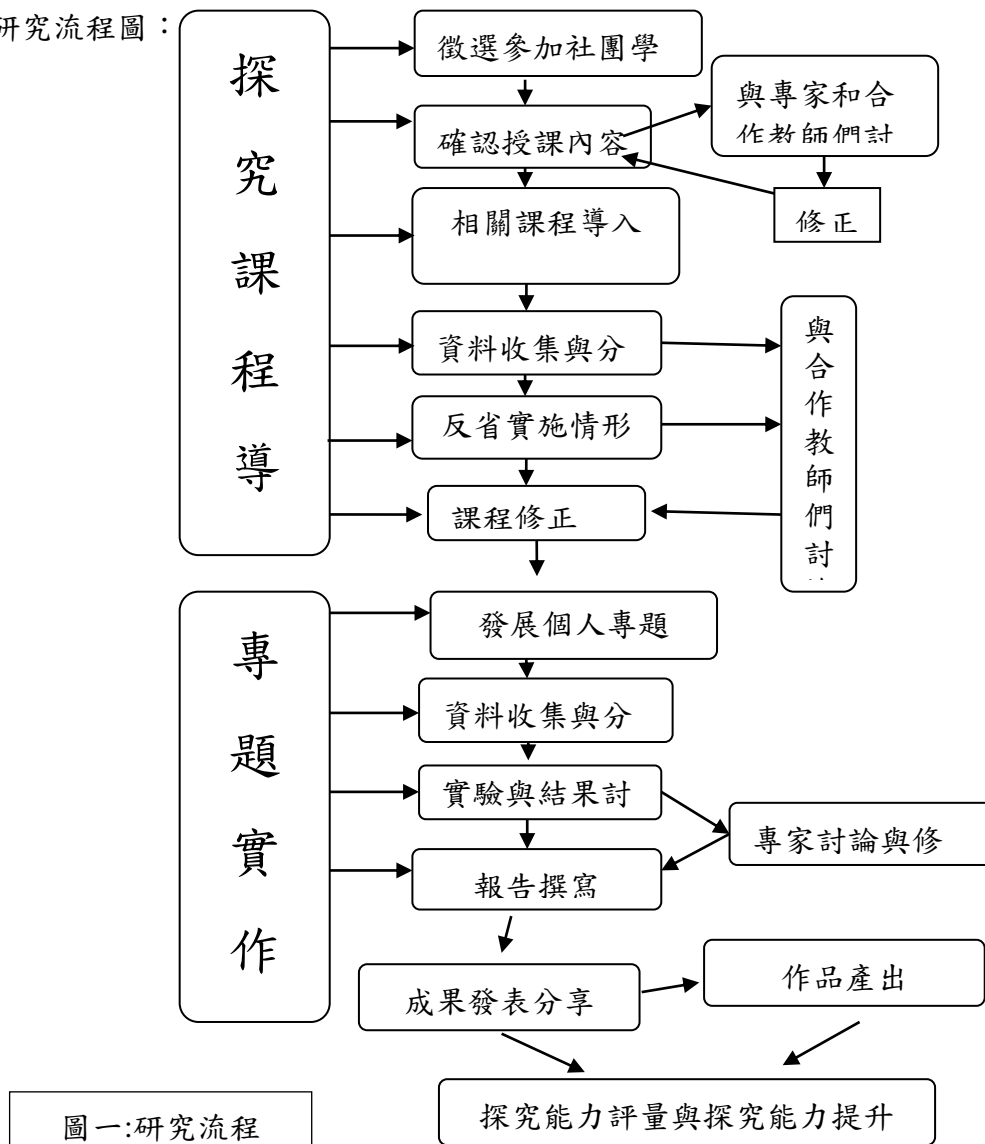 研究流程圖：
探究課程導
徵選參加社團學
確認授課內容
與專家和合
作教師們討
修正
相關課程導入
資料收集與分
反省實施情形
課程修正
與合作教師們討
專題實作
發展個人專題
資料收集與分
實驗與結果討
專家討論與修
報告撰寫
成果發表分享
作品產出
探究能力評量與探究能力提升
圖一:研究流程